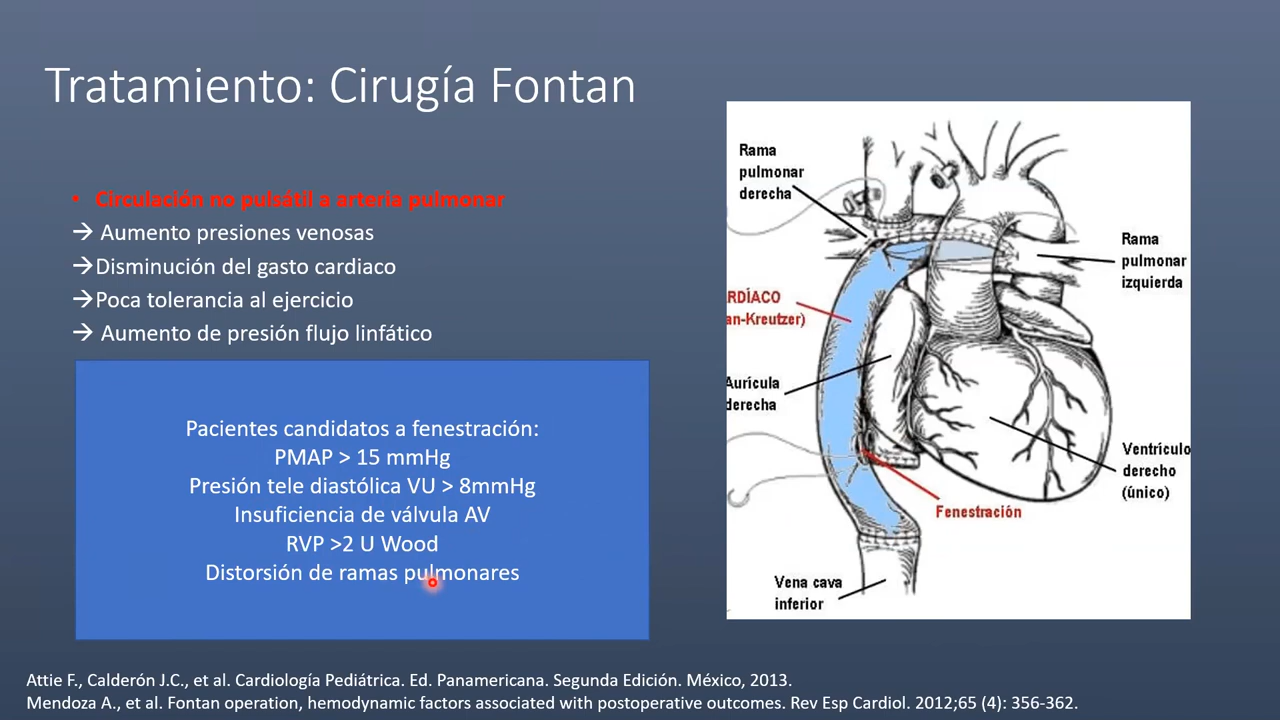 Tratamiento: Cirugía Fontan
• Circulación no pulsátil a arteria pulmonar
→ Aumento presiones venosas
→Disminución del gasto cardiaco
→Poca tolerancia al ejercicio
→ Aumento de presión flujo linfático
Pacientes candidatos a fenestración:
PMAP > 15 mmHg
Presión tele diastólica VU > 8mmHg
Insuficiencia de válvula AV
RVP >2 U Wood
Distorsión de ramas pulmonares
Rama
pulmonar
derecha
Rama
pulmonar
izquierda
RDÍACO
an-Kreutzer)
Aurícula
derecha
Ventrículo
derecho
(único)
Fenestración
Vena cava
inferior
Attie F., Calderón J.C., et al. Cardiología Pediátrica. Ed. Panamericana. Segunda Edición. México, 2013.
Mendoza A., et al. Fontan operation, hemodynamic factors associated with postoperative outcomes. Rev Esp Cardiol. 2012;65 (4): 356-362.